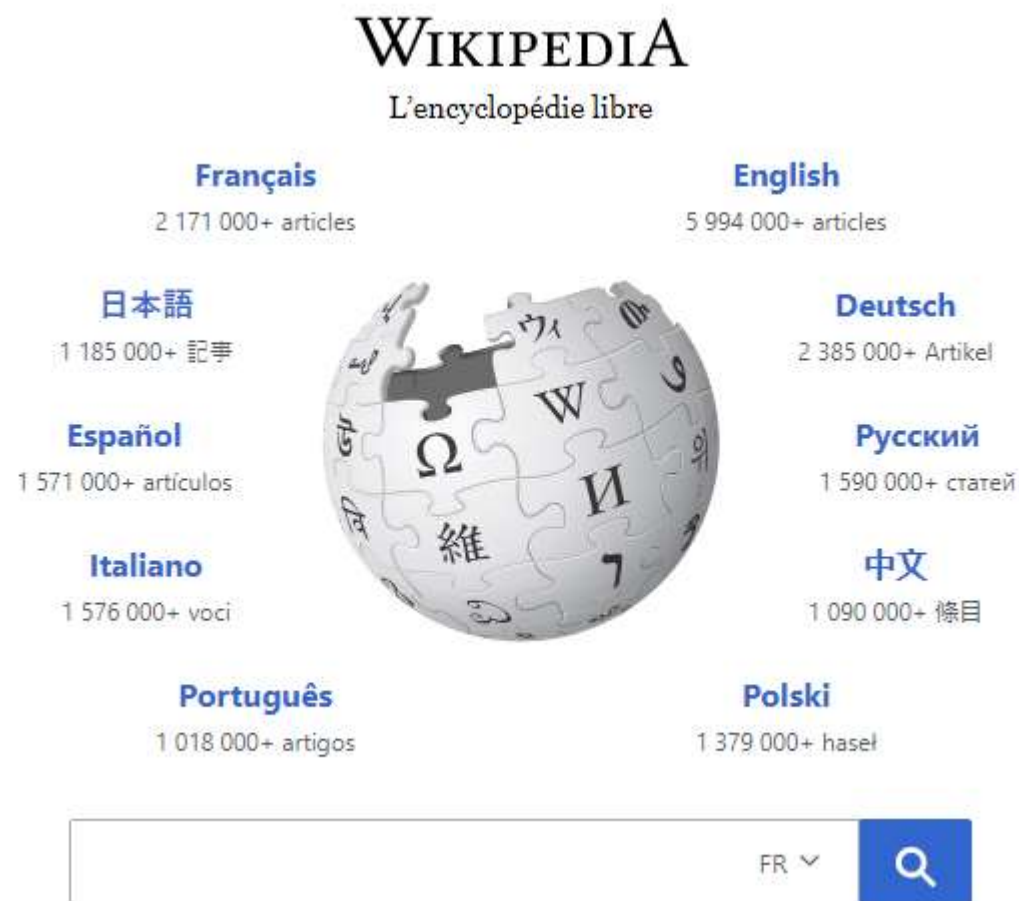 WIKIPEDIA
L'encyclopédie libre
Français
2 171 000+ articles
English
5 994 000+ articles
日本語
1 185 000+ 記事
Deutsch
2 385 000+ Artikel
Español
1 571 000+ artículos
Русский
1 590 000+ статей
Italiano
1 576 000+ voci
中文
1 090 000+ 條目
Português
1 018 000+ artigos
Polski
1 379 000+ haseł
ウィ
W
Ω
И
維
FR